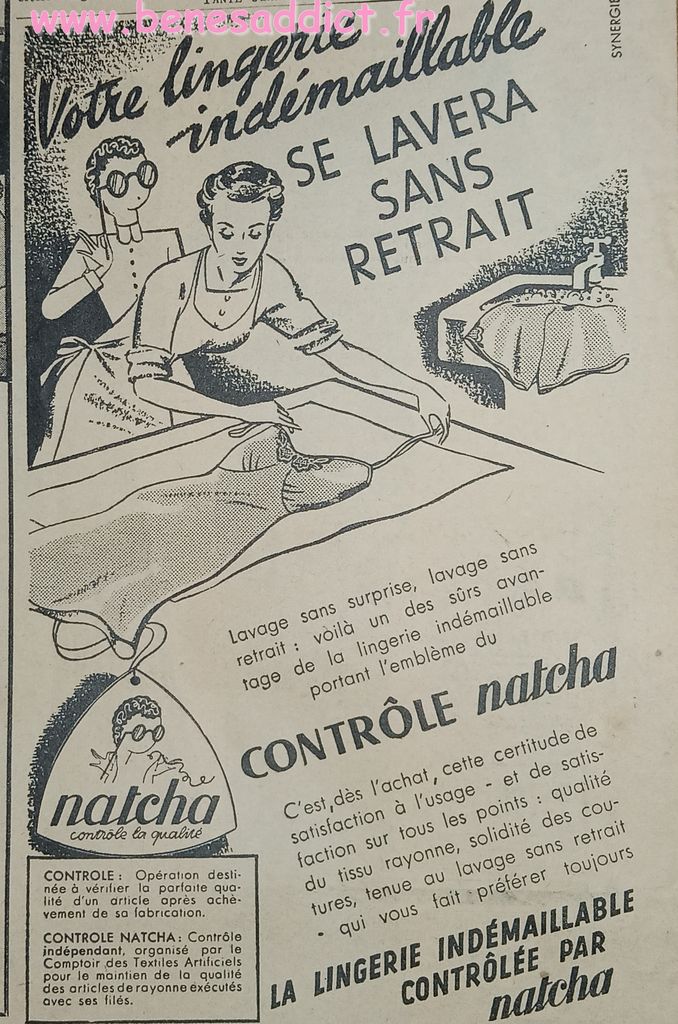 www.benesaddict.fr
SYNERGIE
Votre lingerie
indémaillable
SE LAVERA
SANS
RETRAIT
Lavage sans surprise, lavage sans
retrait : voilà un des sûrs avan-
tage de la lingerie indémaillable
portant l'emblème du
CONTRÔLE natcha
C'est, dès l'achat, cette certitude de
satisfaction à l'usage - et de satis-
faction sur tous les points : qualité
du tissu rayonne, solidité des cou-
tures, tenue au lavage sans retrait
- qui vous fait préférer toujours
LA LINGERIE INDÉMAILLABLE
CONTRÔLÉE PAR
natcha
natcha
contrôle la qualité
CONTROLE : Opération desti-
née à vérifier la parfaite qua-
lité d'un article après achè-
vement de sa fabrication.
CONTROLE NATCHA : Contrôle
indépendant, organisé par le
Comptoir des Textiles Artificiels
pour le maintien de la qualité
des articles de rayonne exécutés
avec ses filés.